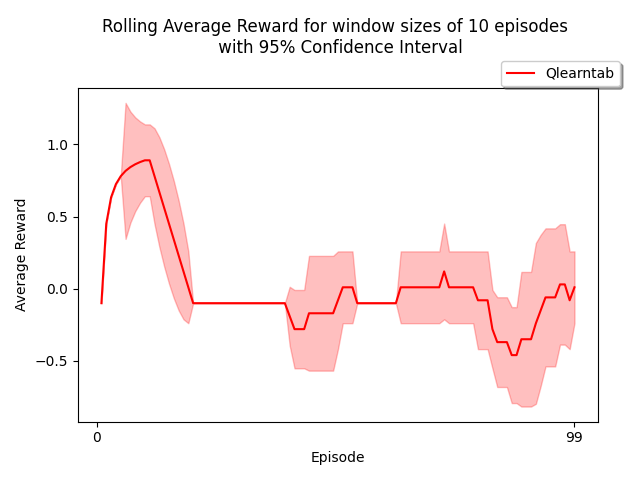 Rolling Average Reward for window sizes of 10 episodes
with 95% Confidence Interval
Qlearntab
1.0
0.5
0.0
−0.5
Average Reward
0
99
Episode